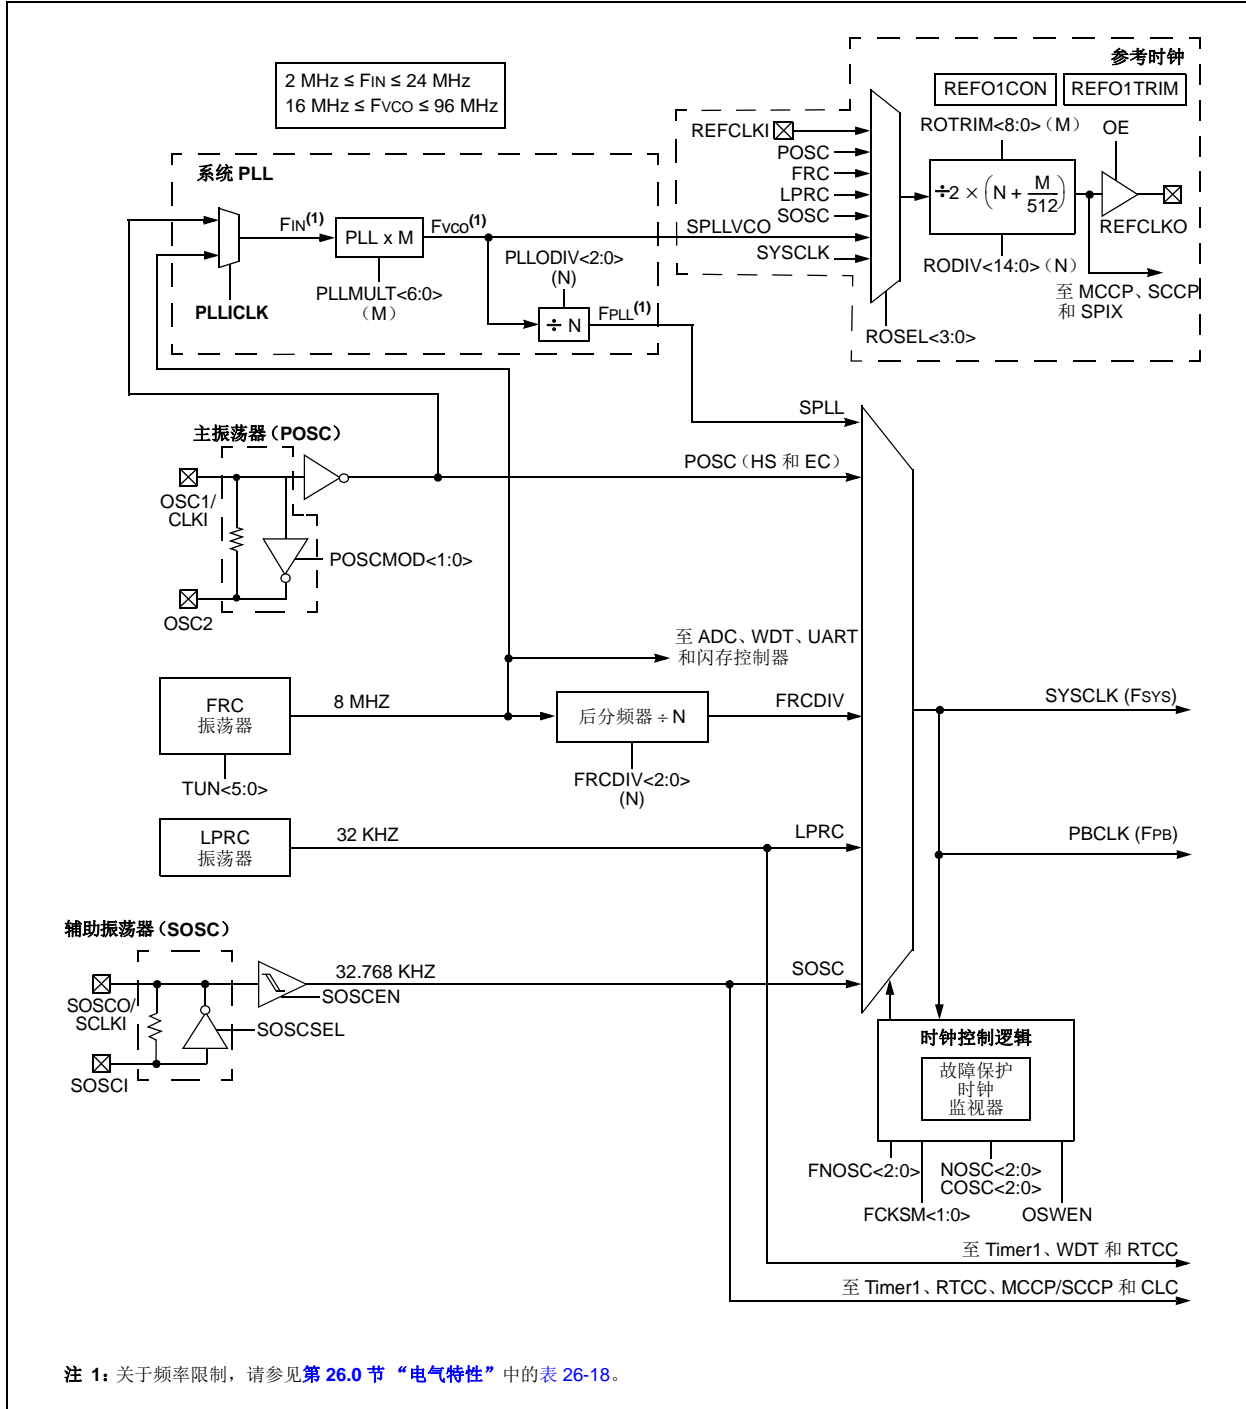 2 MHz ≤ FIN ≤ 24 MHz
16 MHz ≤ FVCO ≤ 96 MHz
参考时钟
REFO1CON
REFO1TRIM
REFCLKI
POSC
FRC
LPRC
SOSC
SPLLVCO
SYSCLK
ROTRIM<8:0>（M）
OE
÷2 × (N + M/512)
REFCLKO
RODIV<14:0>（N）
至 MCCP、SCCP
和 SPIX
ROSEL<3:0>
系统 PLL
FIN(1)
PLL x M
FVCO(1)
PLLICLK
PLLMULT<6:0>
（M）
PLLODIV<2:0>
(N)
÷ N
FPLL(1)
SPLL
主振荡器（POSC）
POSC（HS 和 EC）
OSC1/
CLKI
POSCMOD<1:0>
OSC2
至 ADC、WDT、UART
和闪存控制器
FRC
振荡器
8 MHZ
后分频器 ÷ N
FRCDIV
SYSCLK (FSYS)
TUN<5:0>
FRCDIV<2:0>
(N)
LPRC
振荡器
32 KHZ
LPRC
PBCLK (FPB)
辅助振荡器（SOSC）
32.768 KHZ
SOSC
SOSCO/
SCLKI
SOSCEN
SOSCSEL
SOSCI
时钟控制逻辑
故障保护
时钟
监视器
FNOSC<2:0>
NOSC<2:0>
COSC<2:0>
FCKSM<1:0>
OSWEN
至 Timer1、WDT 和 RTCC
至 Timer1、RTCC、MCCP/SCCP 和 CLC
注 1: 关于频率限制，请参见第 26.0 节 “电气特性”中的表 26-18。